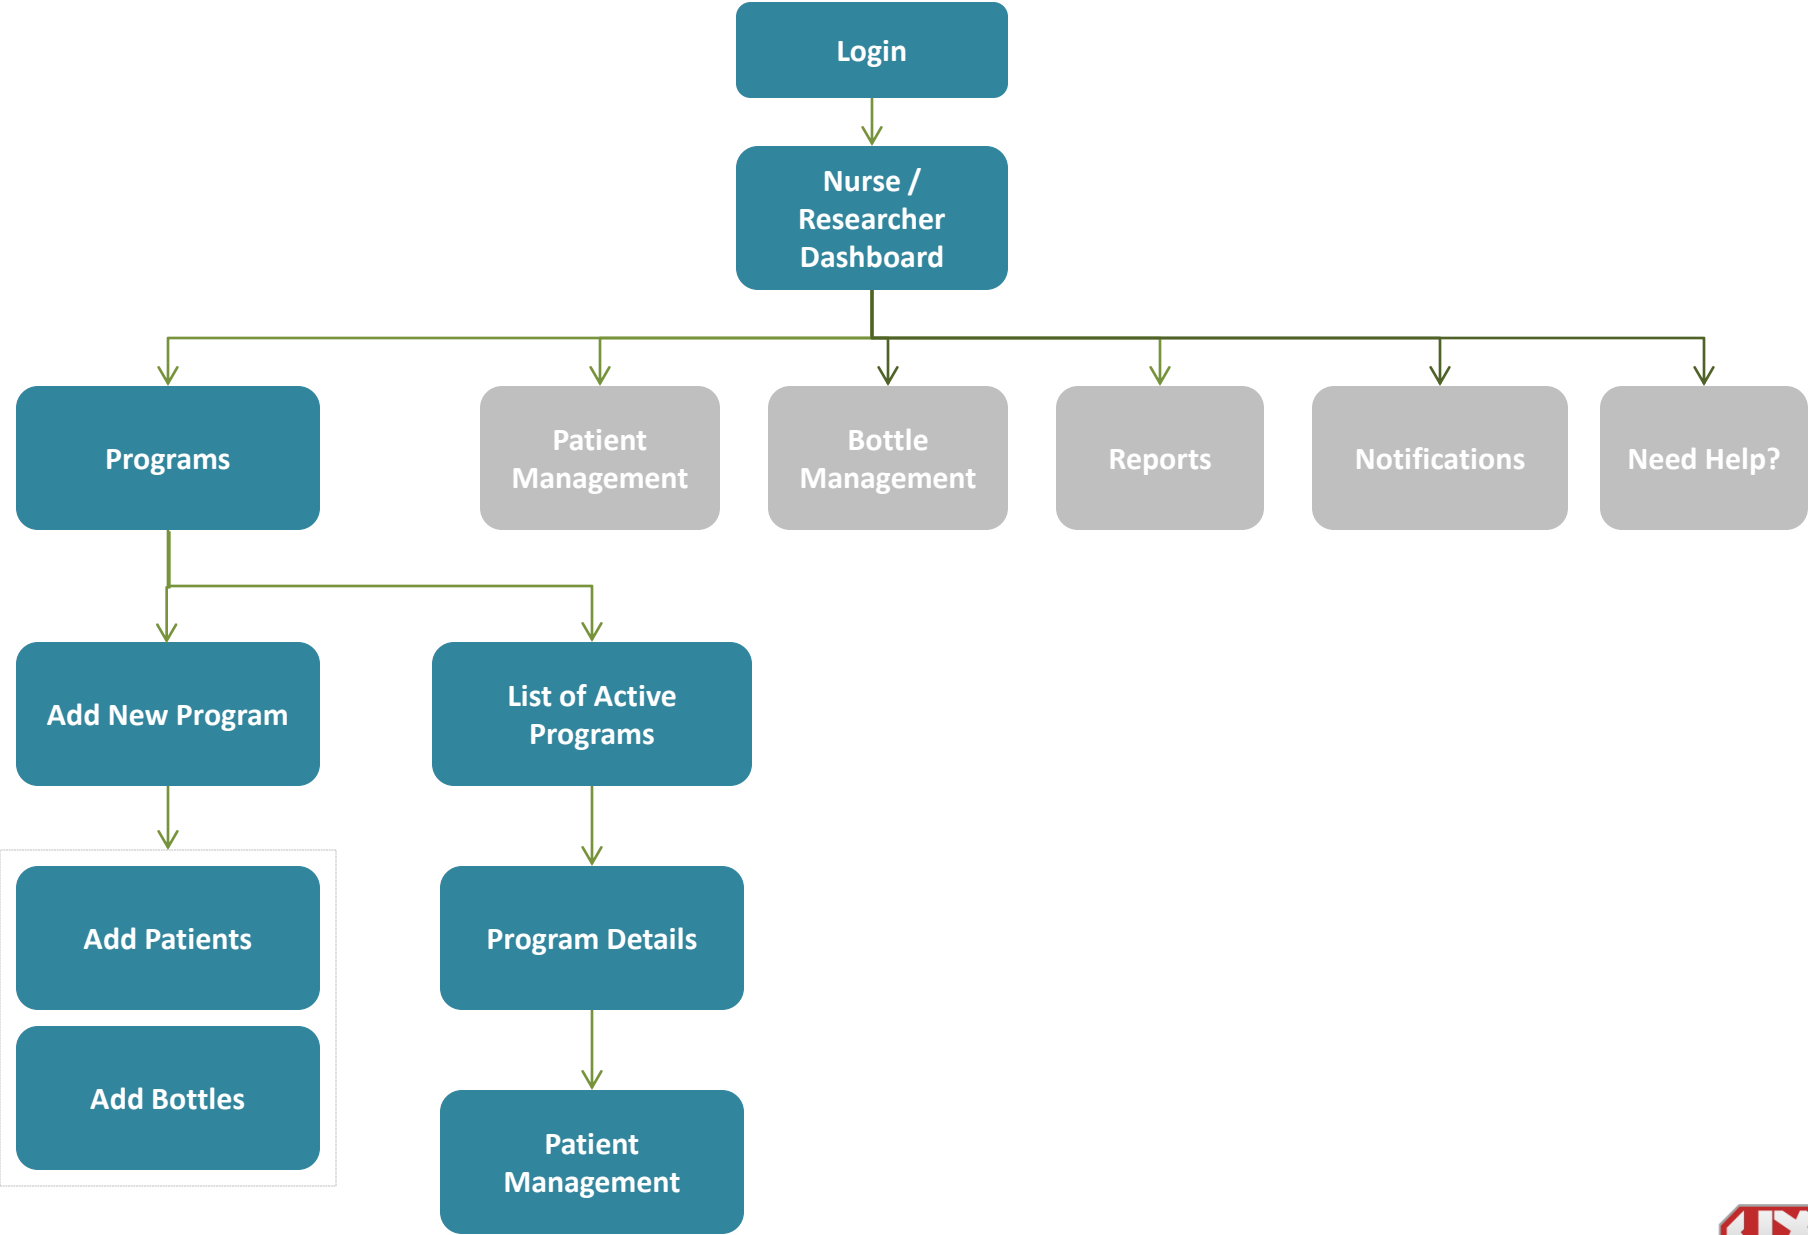 Login
Nurse /
Researcher
Dashboard
Programs
Patient
Management
Bottle
Management
Reports
Notifications
Need Help?
Add New Program
List of Active
Programs
Add Patients
Program Details
Add Bottles
Patient
Management